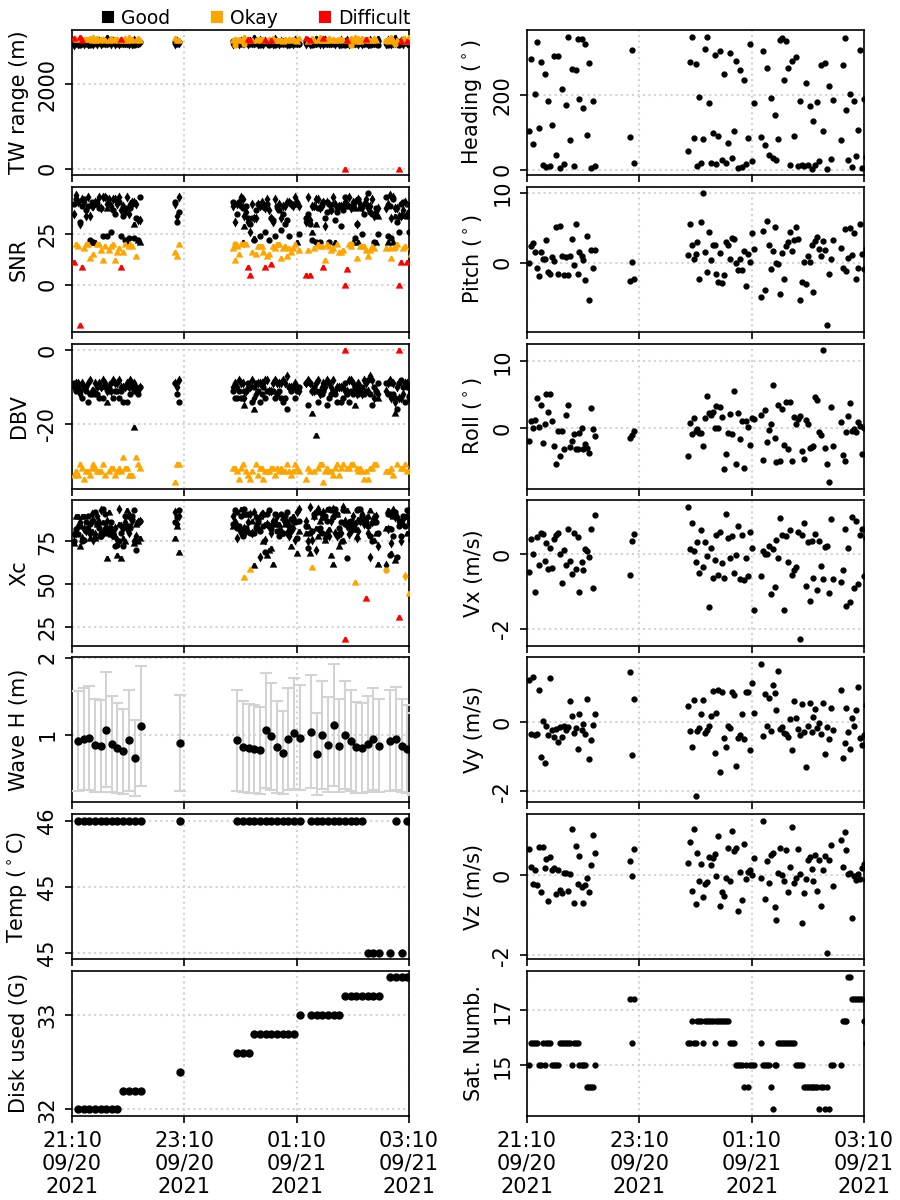 Good Okay Difficult
TW range (m)
2000
0
SNR
25
0
DBV
0
-20
Xc
75
50
25
Wave H (m)
2
1
Temp (°C)
46
45
45
Disk used (G)
33
32
21:10 23:10 01:10 03:10
09/20 09/20 09/21 09/21
2021 2021 2021 2021
Heading (°)
200
0
Pitch (°)
10
0
Roll (°)
10
0
Vx (m/s)
0
-2
Vy (m/s)
0
-2
Vz (m/s)
0
-2
Sat. Numb.
17
15
21:10 23:10 01:10 03:10
09/20 09/20 09/21 09/21
2021 2021 2021 2021